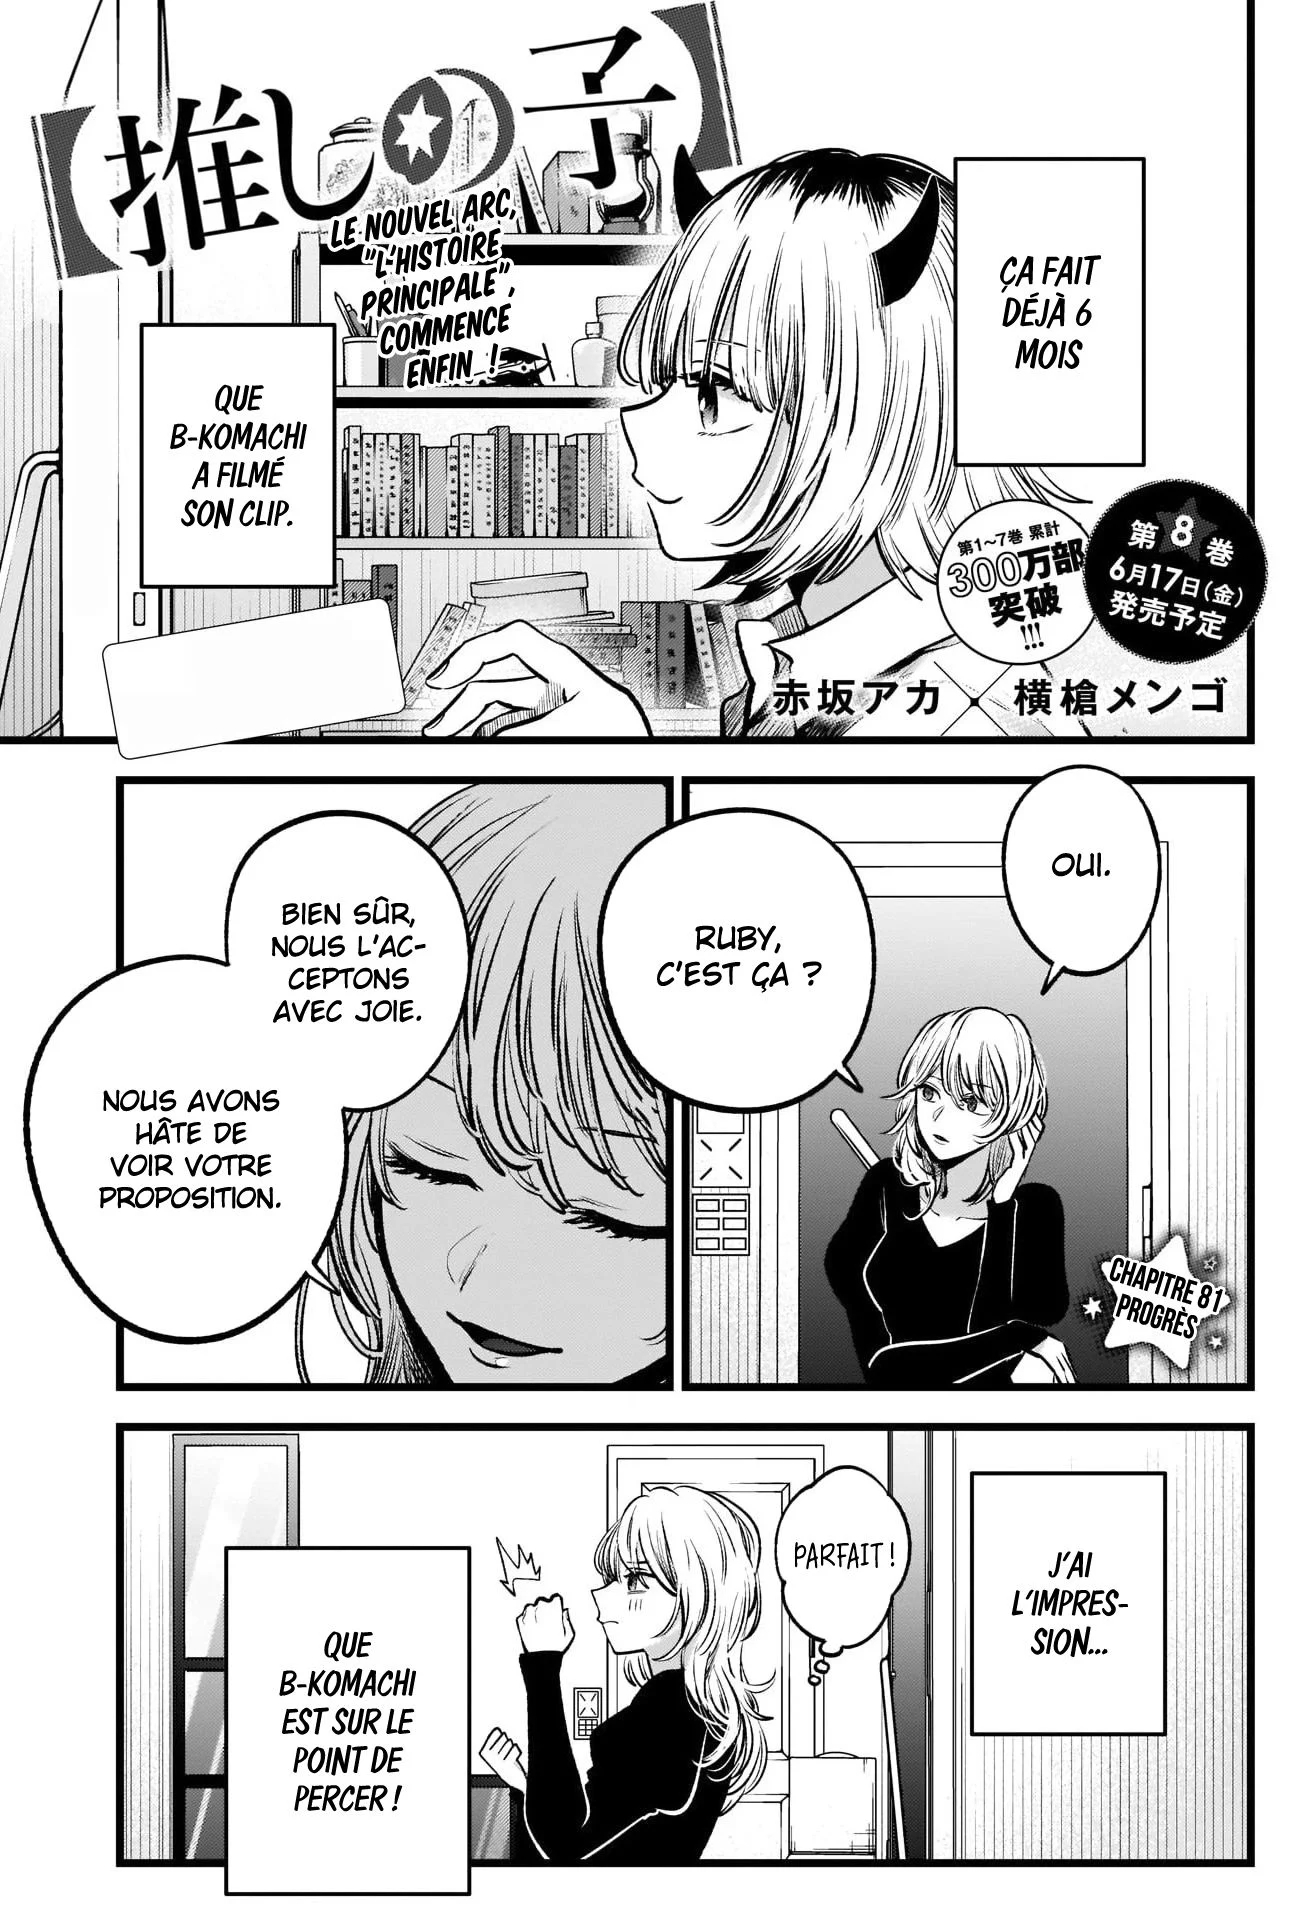 【推しの子】
LE NOUVEL ARC,
"L'HISTOIRE
PRINCIPALE",
COMMENCE
ENFIN !
ÇA FAIT
DÉJÀ 6
MOIS
QUE
B-KOMACHI
A FILMÉ
SON CLIP.
第1~7巻 累計
300万部
突破
!!!
第8巻
6月17日(金)
発売予定
赤坂アカ×横槍メンゴ
OUI.
RUBY,
C'EST ÇA ?
BIEN SÛR,
NOUS L'AC-
CEPTONS
AVEC JOIE.
NOUS AVONS
HÂTE DE
VOIR VOTRE
PROPOSITION.
CHAPITRE 81
PROGRÈS
J'AI
L'IMPRES-
SION...
PARFAIT !
QUE
B-KOMACHI
EST SUR LE
POINT DE
PERCER !